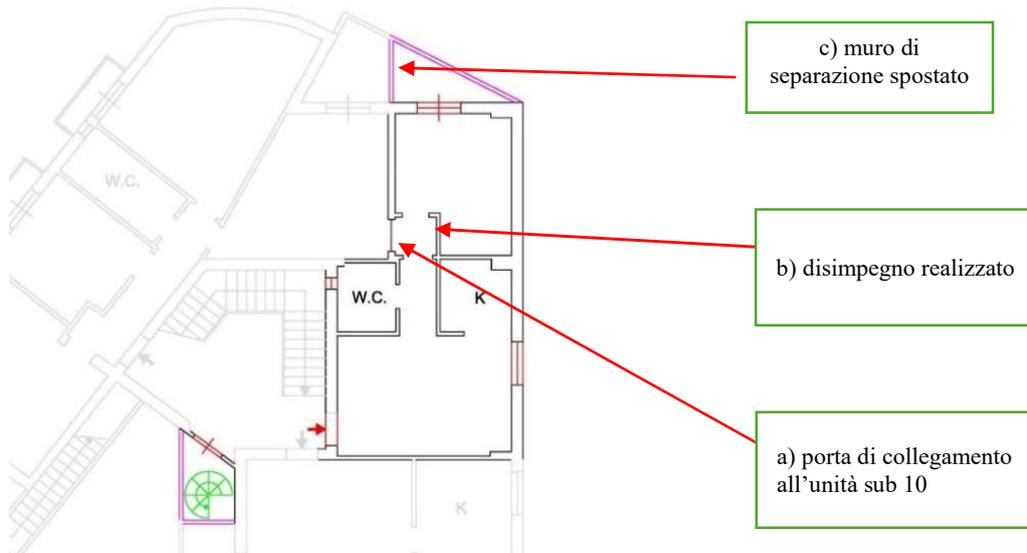 c) muro di
separazione spostato
W.C.
b) disimpegno realizzato
W.C.
K
a) porta di collegamento
all’unità sub 10
K